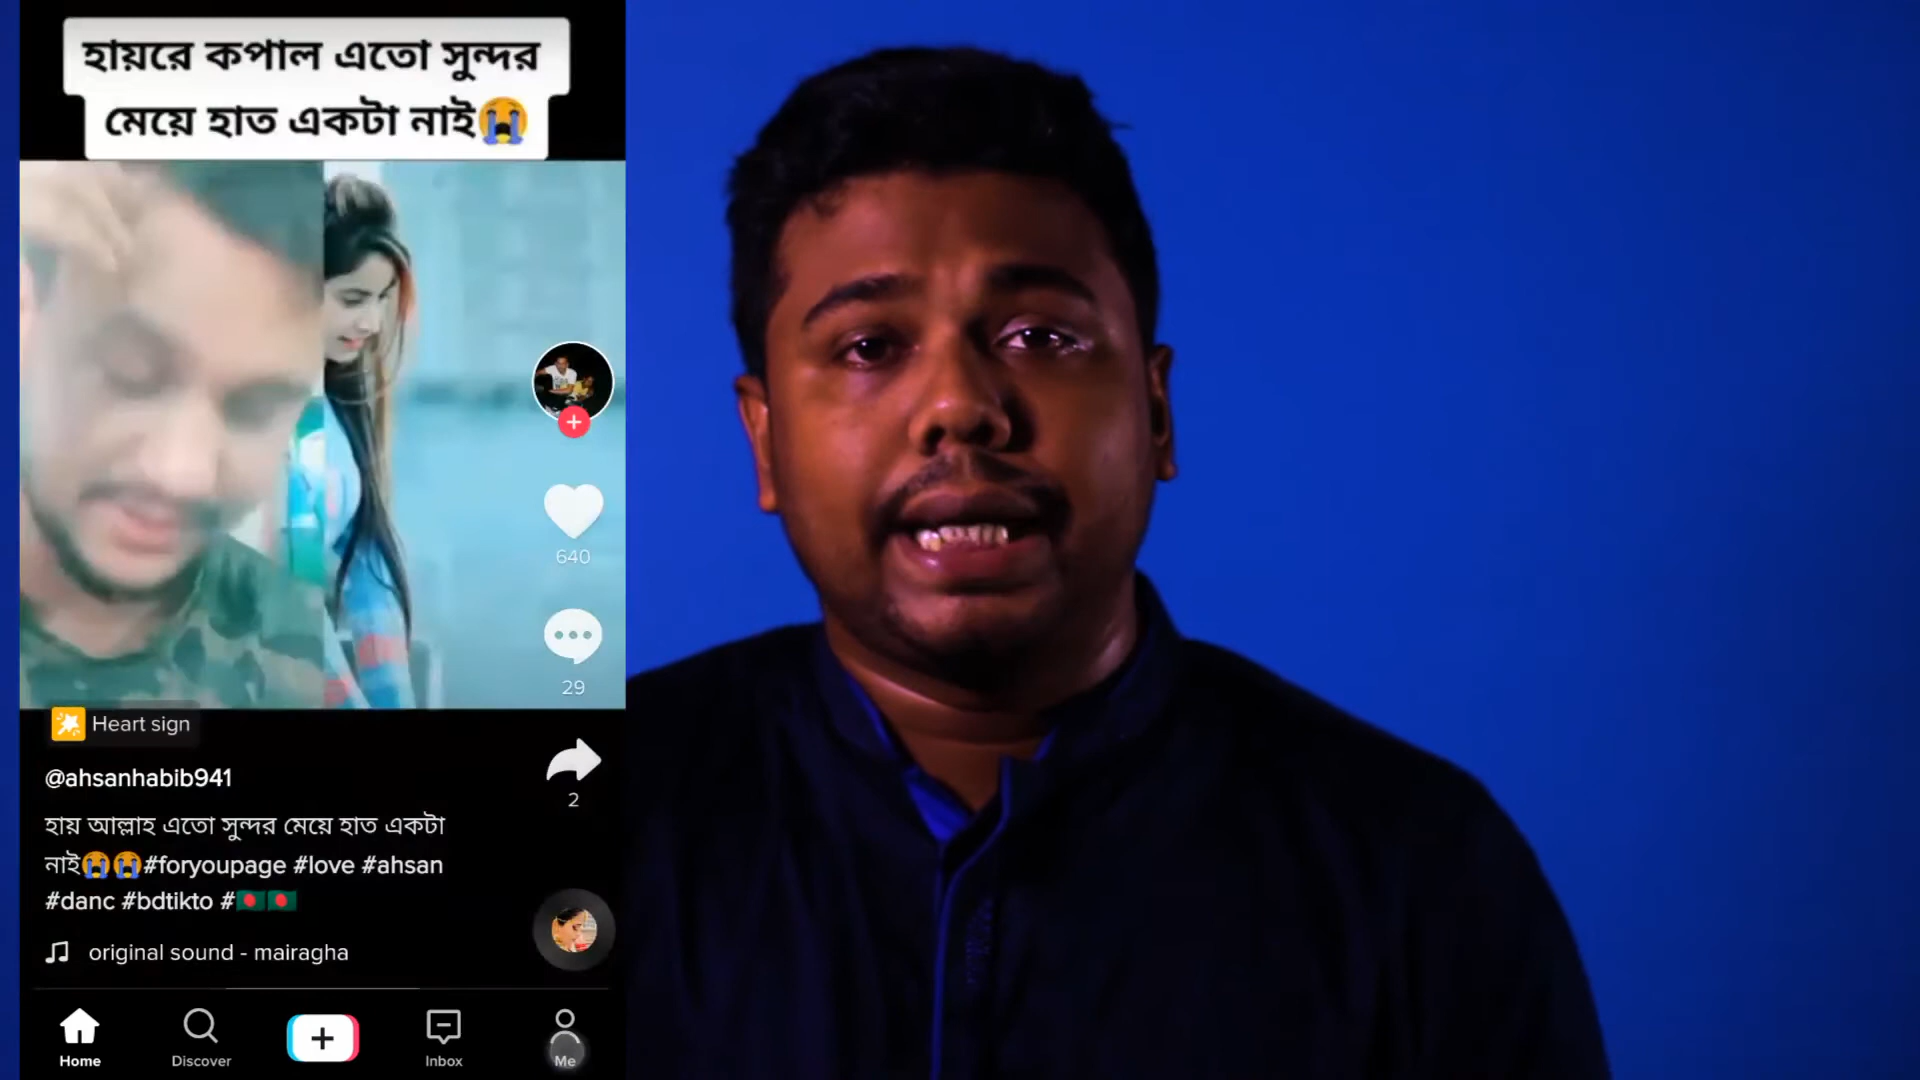 হায়রে কপাল এতো সুন্দর
মেয়ে হাত একটা নাই😭
640
29
Heart sign
@ahsanhabib941
2
হায় আল্লাহ এতো সুন্দর মেয়ে হাত একটা
নাই😭😭#foryoupage #love #ahsan
#danc #bdtikto #🇧🇩🇧🇩
original sound - mairagha
Home
Discover
Inbox
Me